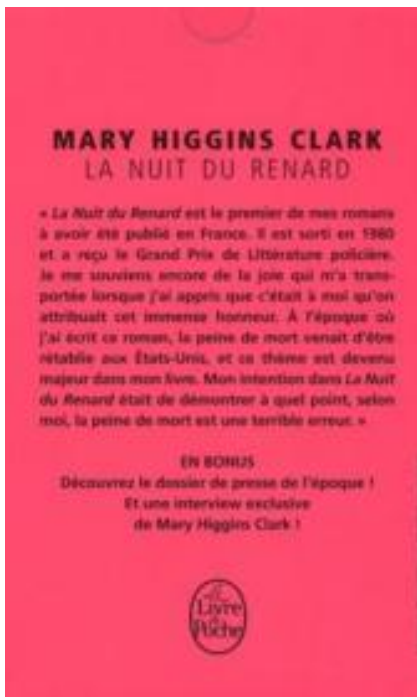 MARY HIGGINS CLARK
LA NUIT DU RENARD
« La Nuit du Renard est le premier de mes romans
à avoir été publié en France. Il est sorti en 1980
et a reçu le Grand Prix de Littérature policière.
Je me souviens encore de la joie qui m'a trans-
portée lorsque j'ai appris que c'était à moi qu'on
attribuait cet immense honneur. À l'époque où
j'ai écrit ce roman, la peine de mort venait d'être
rétablie aux États-Unis, et ce thème est devenu
majeur dans mon livre. Mon intention dans La Nuit
du Renard était de démontrer à quel point, selon
moi, la peine de mort est une terrible erreur. »
EN BONUS
Découvrez le dossier de presse de l'époque !
Et une interview exclusive
de Mary Higgins Clark !
Le
Livre
de
Poche